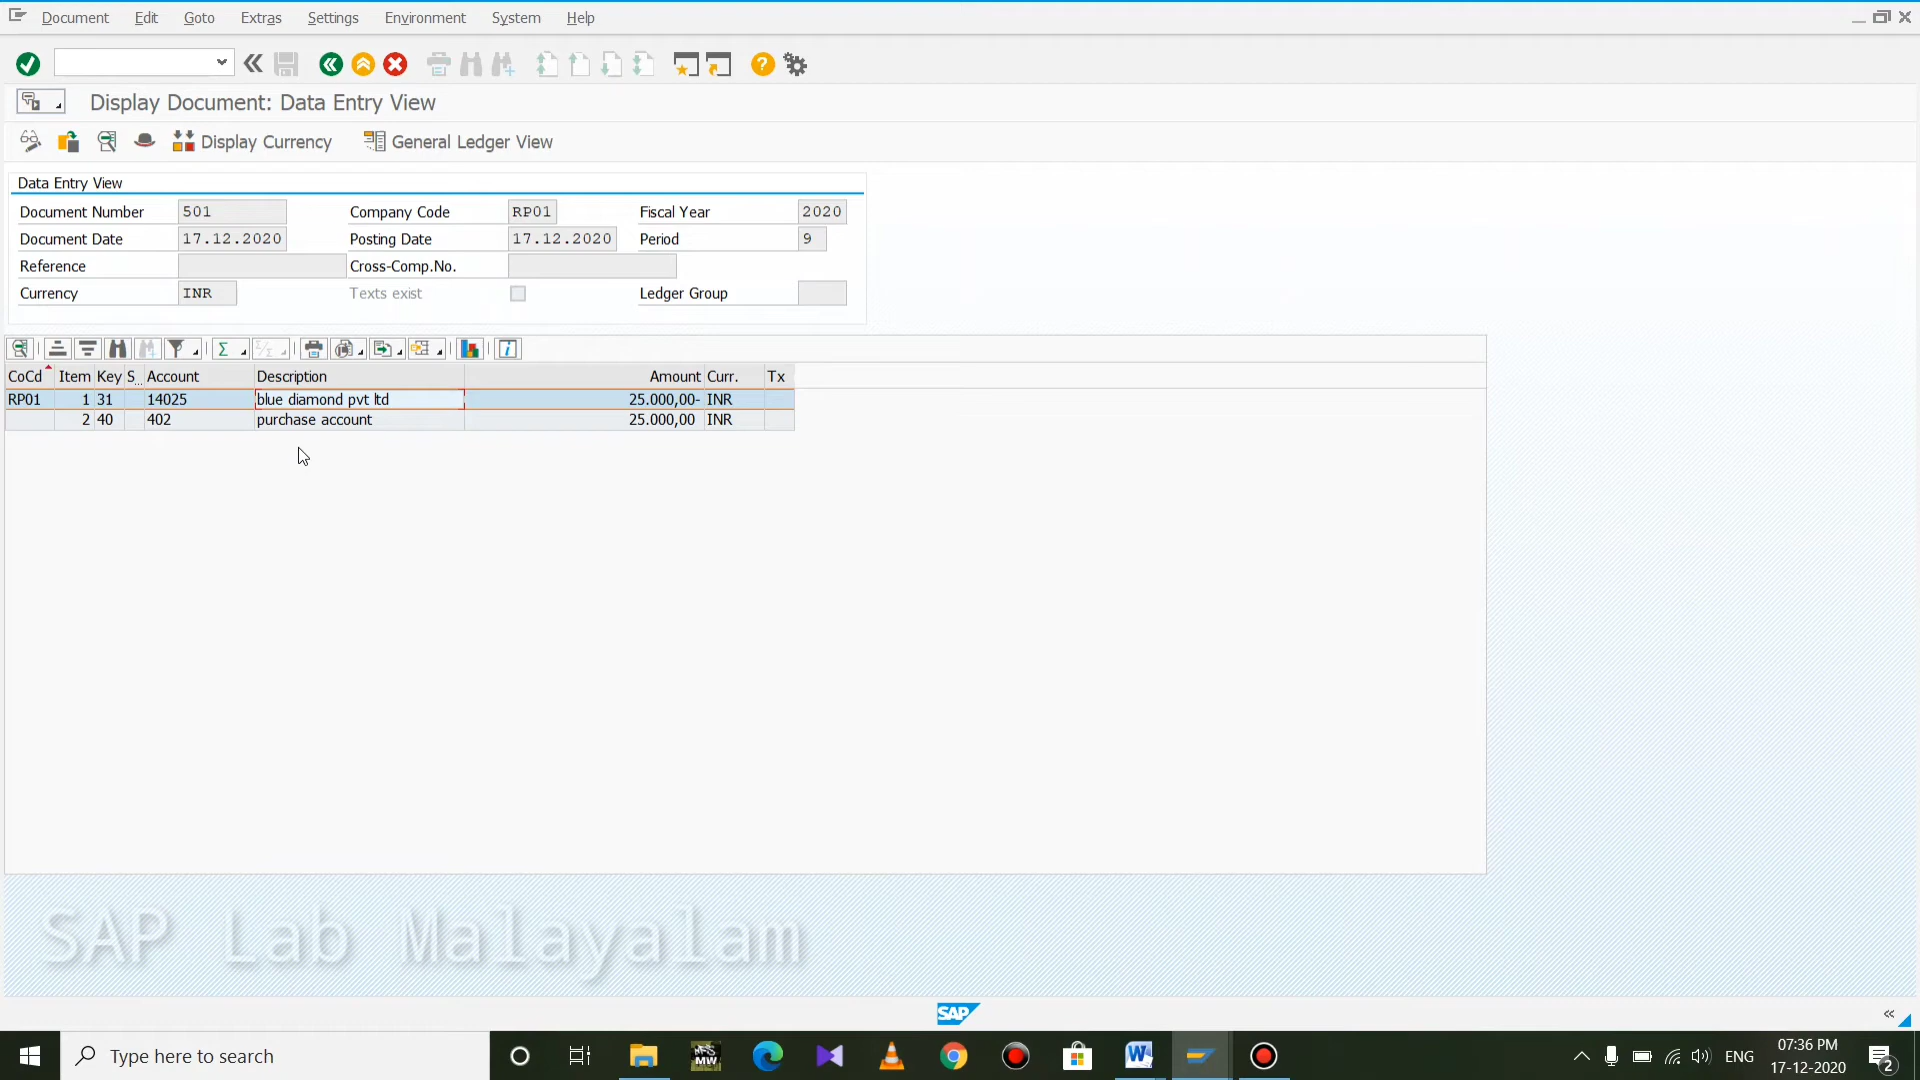 Document Edit Goto Extras Settings Environment System Help
Display Document: Data Entry View
Display Currency General Ledger View
Data Entry View
Document Number 501 Company Code RP01 Fiscal Year 2020
Document Date 17.12.2020 Posting Date 17.12.2020 Period 9
Reference Cross-Comp.No.
Currency INR Texts exist Ledger Group
CoCd Item Key S... Account Description Amount Curr. Tx
RP01 1 31 14025 blue diamond pvt ltd 25.000,00- INR
2 40 402 purchase account 25.000,00 INR
SAP Lab Malayalam
SAP
Type here to search
MW
W
ENG
07:36 PM
17-12-2020
2